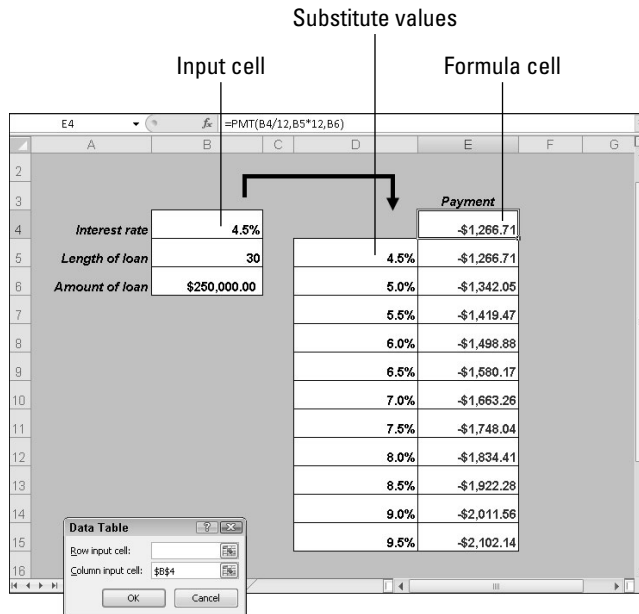 Substitute values
Input cell Formula cell
E4 fx =PMT(B4/12,B5*12,B6)
A B C D E F G
2
3 Payment
4 Interest rate 4.5% -$1,266.71
5 Length of loan 30 4.5% -$1,266.71
6 Amount of loan $250,000.00 5.0% -$1,342.05
7 5.5% -$1,419.47
8 6.0% -$1,498.88
9 6.5% -$1,580.17
10 7.0% -$1,663.26
11 7.5% -$1,748.04
12 8.0% -$1,834.41
13 8.5% -$1,922.28
14 9.0% -$2,011.56
15 9.5% -$2,102.14
16
Data Table
Row input cell:
Column input cell: $B$4
OK Cancel